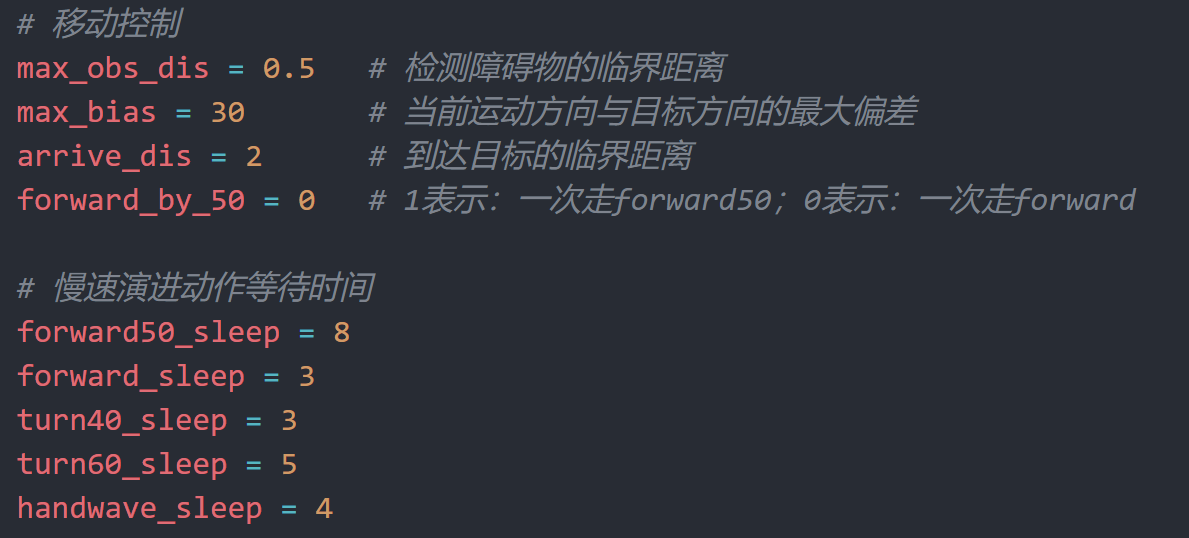 # 移动控制
max_obs_dis = 0.5   # 检测障碍物的临界距离
max_bias = 30       # 当前运动方向与目标方向的最大偏差
arrive_dis = 2      # 到达目标的临界距离
forward_by_50 = 0   # 1表示：一次走forward50；0表示：一次走forward
# 慢速演进动作等待时间
forward50_sleep = 8
forward_sleep = 3
turn40_sleep = 3
turn60_sleep = 5
handwave_sleep = 4